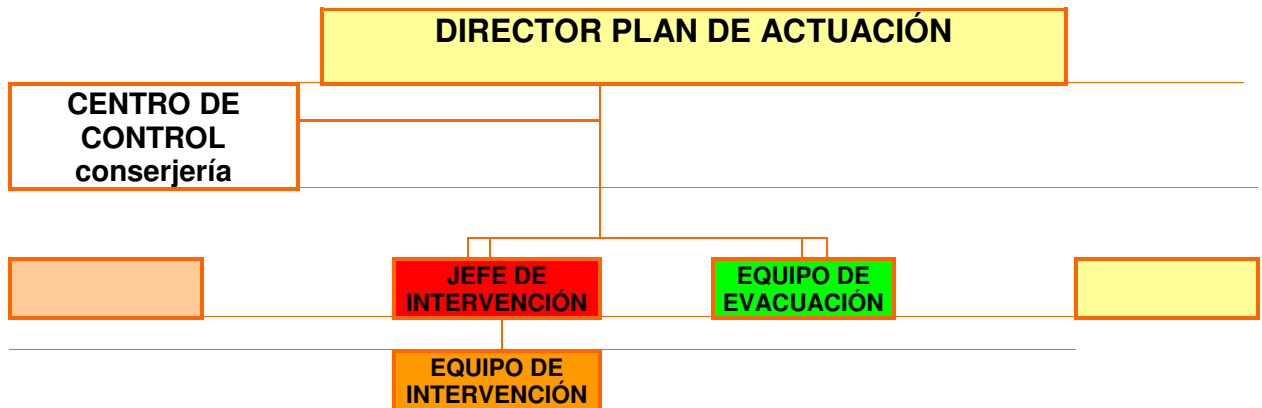 DIRECTOR PLAN DE ACTUACIÓN
CENTRO DE
CONTROL
conserjería
JEFE DE
INTERVENCIÓN
EQUIPO DE
EVACUACIÓN
EQUIPO DE
INTERVENCIÓN